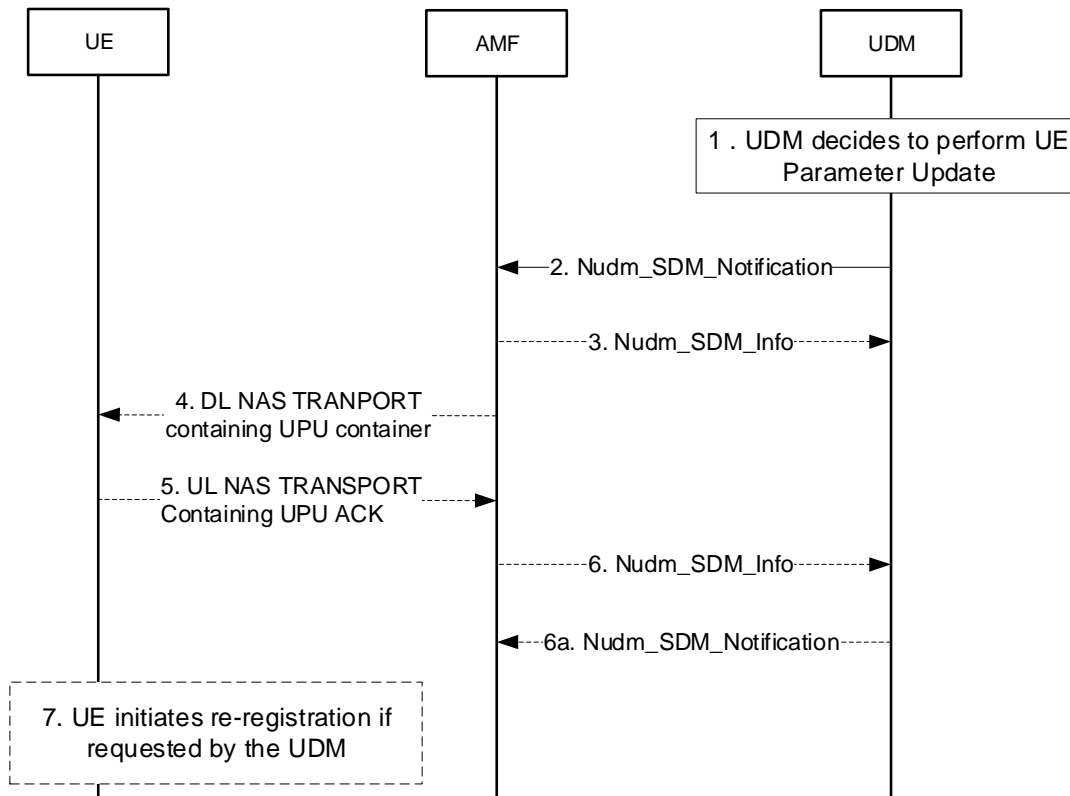 UE
AMF
UDM
1 . UDM decides to perform UE
Parameter Update
2. Nudm_SDM_Notification
3. Nudm_SDM_Info
4. DL NAS TRANPORT
containing UPU container
5. UL NAS TRANSPORT
Containing UPU ACK
6. Nudm_SDM_Info
6a. Nudm_SDM_Notification
7. UE initiates re-registration if
requested by the UDM